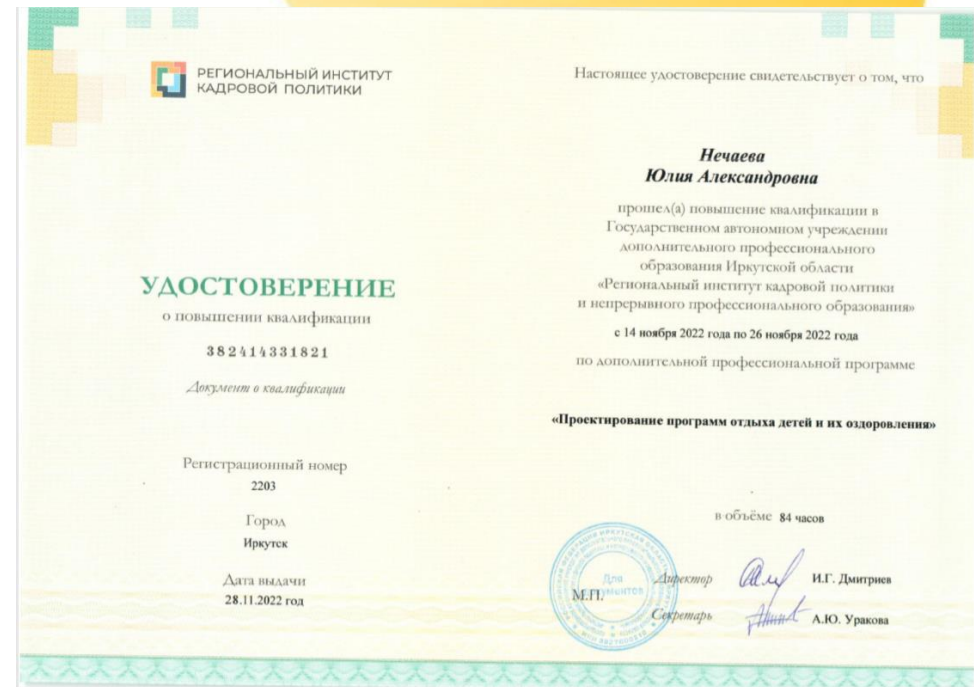 РЕГИОНАЛЬНЫЙ ИНСТИТУТ
КАДРОВОЙ ПОЛИТИКИ
УДОСТОВЕРЕНИЕ
о повышении квалификации
382414331821
Документ о квалификации
Регистрационный номер
2203
Город
Иркутск
Дата выдачи
28.11.2022 год
Настоящее удостоверение свидетельствует о том, что
Нечаева
Юлия Александровна
прошел(а) повышение квалификации в
Государственном автономном учреждении
дополнительного профессионального
образования Иркутской области
«Региональный институт кадровой политики
и непрерывного профессионального образования»
с 14 ноября 2022 года по 26 ноября 2022 года
по дополнительной профессиональной программе
«Проектирование программ отдыха детей и их оздоровления»
в объёме 84 часов
Для
М.П.
Директор И.Г. Дмитриев
Секретарь А.Ю. Уракова